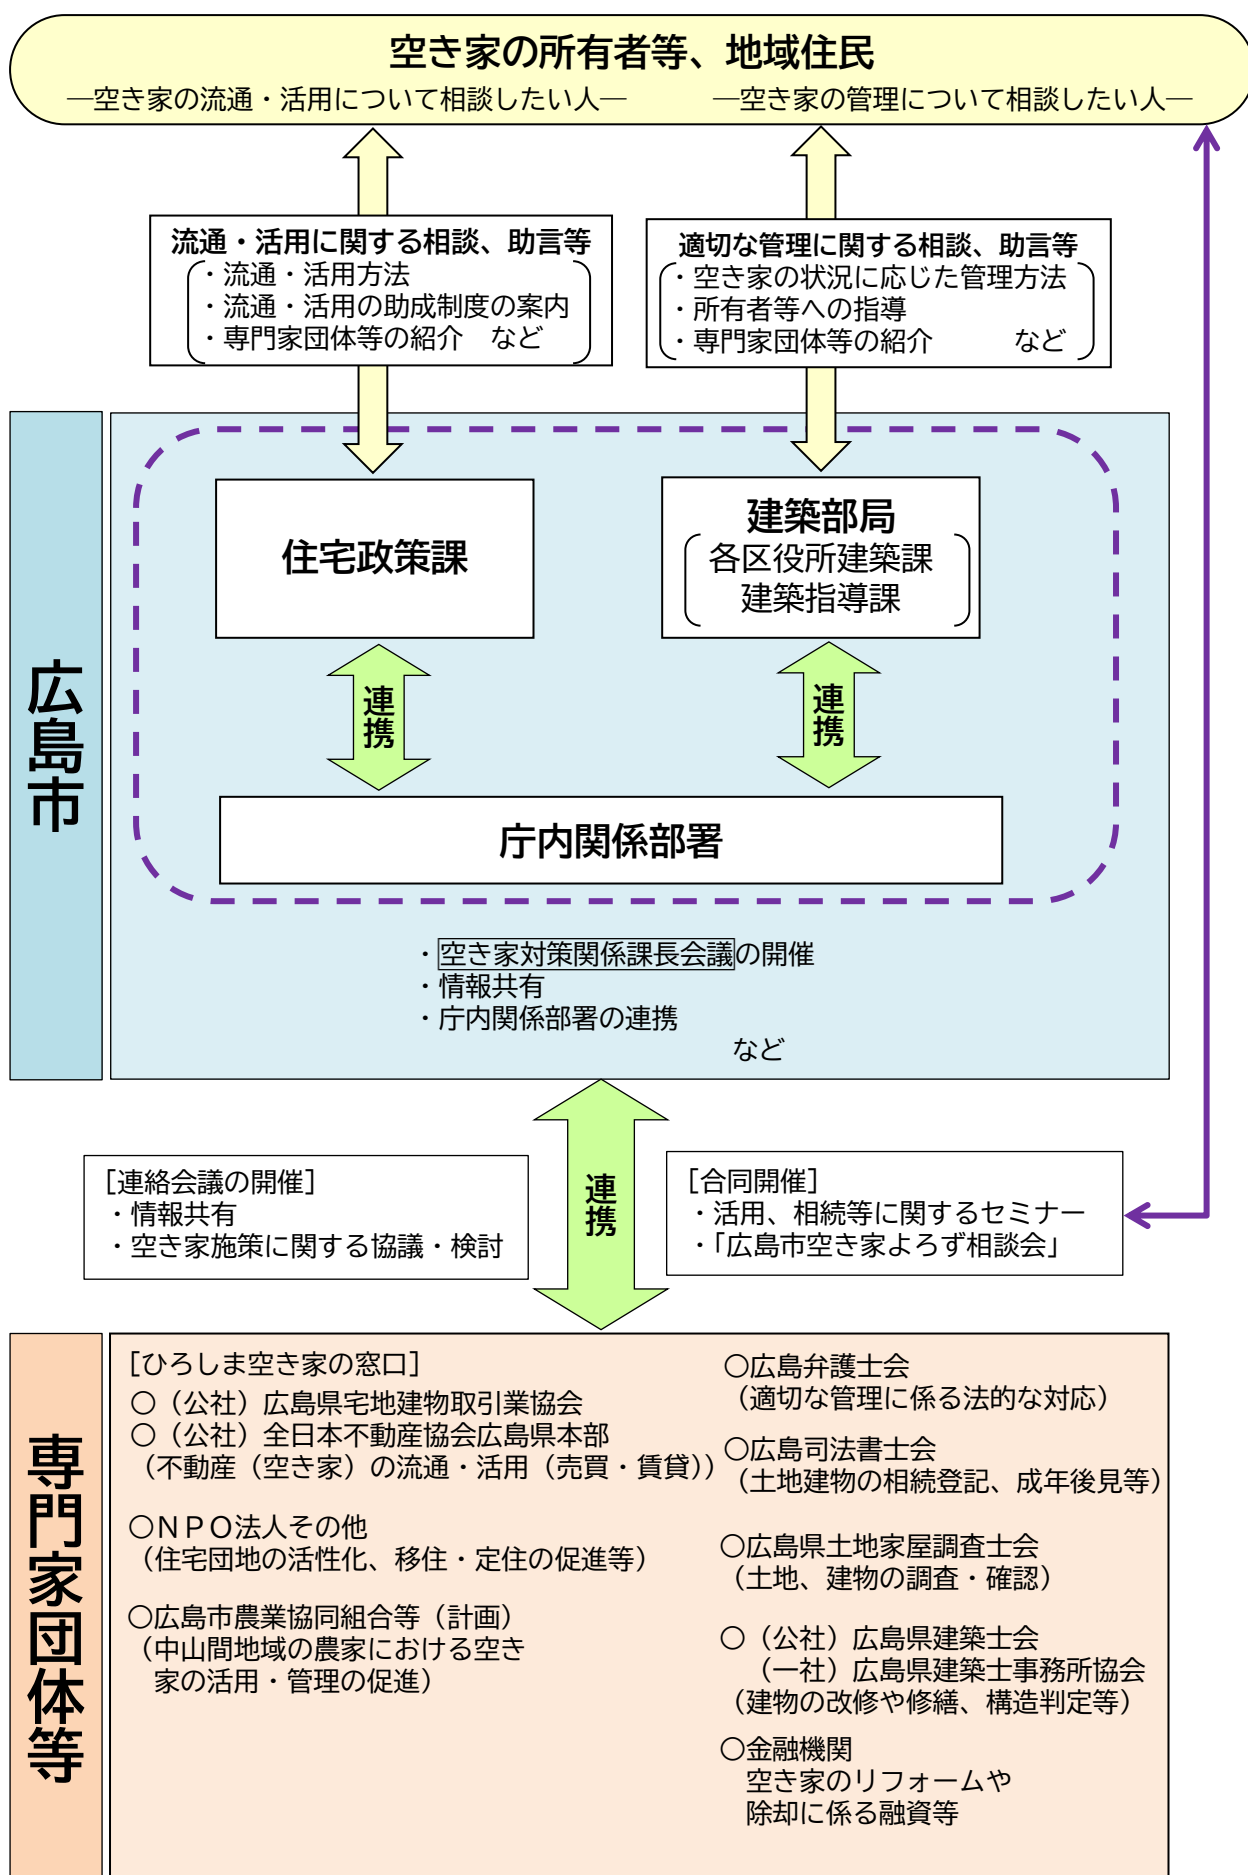 空き家の所有者等、地域住民
―空き家の流通・活用について相談したい人―
―空き家の管理について相談したい人―
流通・活用に関する相談、助言等
・流通・活用方法
・流通・活用の助成制度の案内
・専門家団体等の紹介　など
適切な管理に関する相談、助言等
・空き家の状況に応じた管理方法
・所有者等への指導
・専門家団体等の紹介　　　など
広島市
住宅政策課
建築部局
各区役所建築課
建築指導課
連携
連携
庁内関係部署
・空き家対策関係課長会議の開催
・情報共有
・庁内関係部署の連携
など
連携
［連絡会議の開催］
・情報共有
・空き家施策に関する協議・検討
［合同開催］
・活用、相続等に関するセミナー
・「広島市空き家よろず相談会」
専門家団体等
［ひろしま空き家の窓口］
〇（公社）広島県宅地建物取引業協会
〇（公社）全日本不動産協会広島県本部
（不動産（空き家）の流通・活用（売買・賃貸））
〇ＮＰＯ法人その他
（住宅団地の活性化、移住・定住の促進等）
〇広島市農業協同組合等（計画）
（中山間地域の農家における空き
家の活用・管理の促進）
〇広島弁護士会
（適切な管理に係る法的な対応）
〇広島司法書士会
（土地建物の相続登記、成年後見等）
〇広島県土地家屋調査士会
（土地、建物の調査・確認）
〇（公社）広島県建築士会
（一社）広島県建築士事務所協会
（建物の改修や修繕、構造判定等）
〇金融機関
空き家のリフォームや
除却に係る融資等